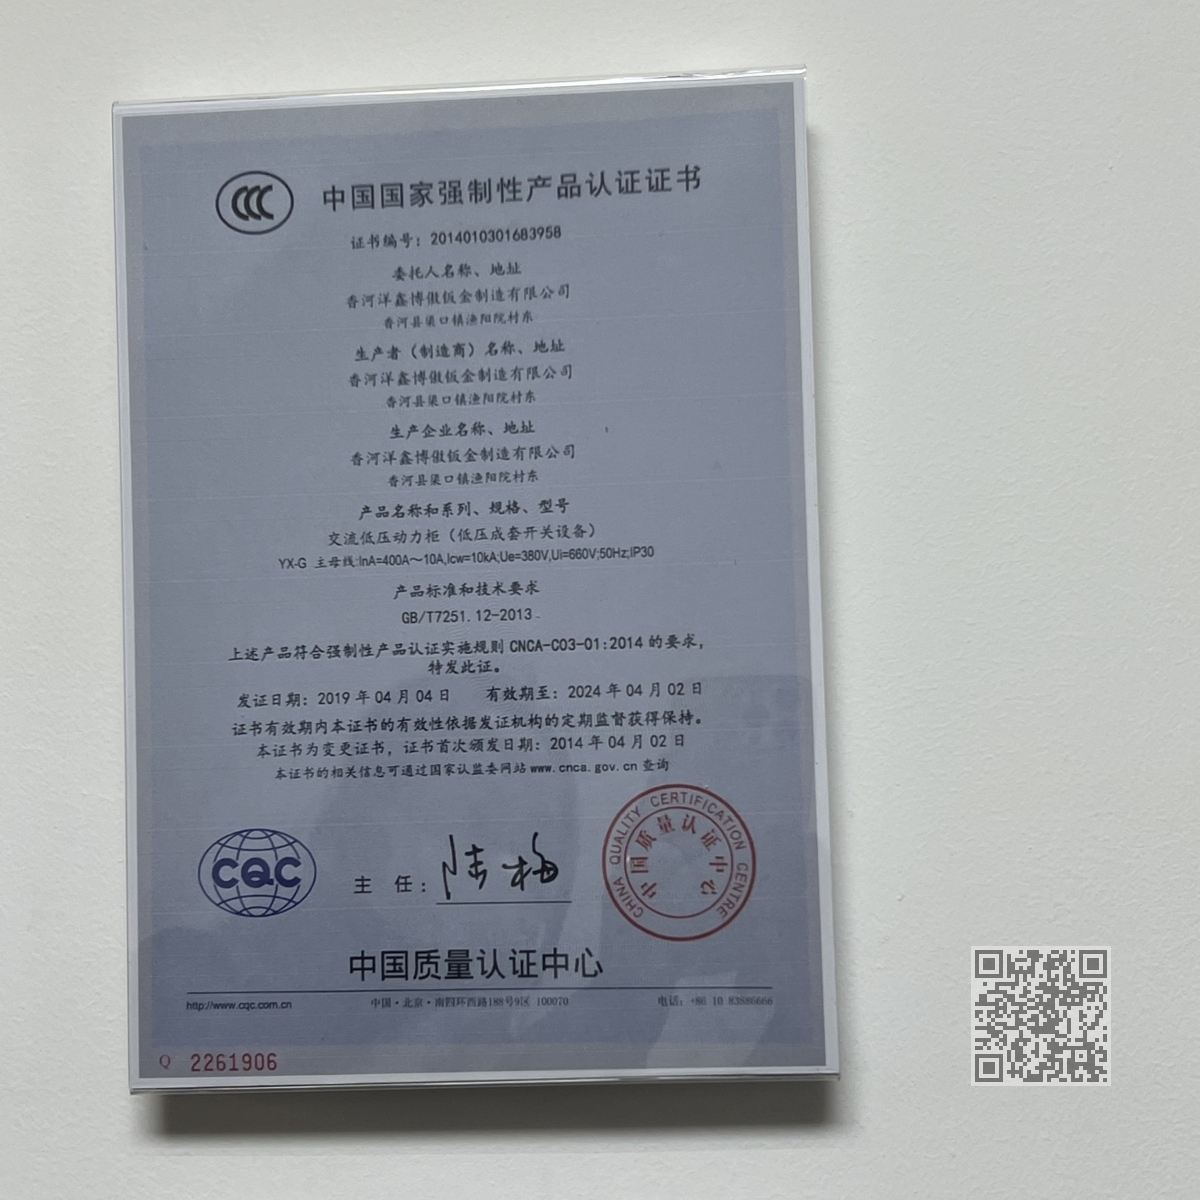 中国国家强制性产品认证证书
证书编号：2014010301683958
委托人名称、地址
香河洋鑫博傲钣金制造有限公司
香河县渠口镇渔阳院村东
生产者（制造商）名称、地址
香河洋鑫博傲钣金制造有限公司
香河县渠口镇渔阳院村东
生产企业名称、地址
香河洋鑫博傲钣金制造有限公司
香河县渠口镇渔阳院村东
产品名称和系列、规格、型号
交流低压动力柜（低压成套开关设备）
YX-G 主母线:InA=400A～10A,Icw=10kA;Ue=380V,Ui=660V;50Hz;IP30
产品标准和技术要求
GB/T7251.12-2013
上述产品符合强制性产品认证实施规则 CNCA-C03-01:2014 的要求，
特发此证。
发证日期：2019 年 04 月 04 日 有效期至：2024 年 04 月 02 日
证书有效期内本证书的有效性依据发证机构的定期监督获得保持。
本证书为变更证书，证书首次颁发日期：2014 年 04 月 02 日
本证书的相关信息可通过国家认监委网站 www.cnca.gov.cn 查询
CQC
主 任：陆梅
CHINA QUALITY CERTIFICATION CENTRE
中国质量认证中心
中国质量认证中心
http://www.cqc.com.cn 中国·北京·南四环西路188号9区 100070 电话：+86 10 83886666
Q 2261906